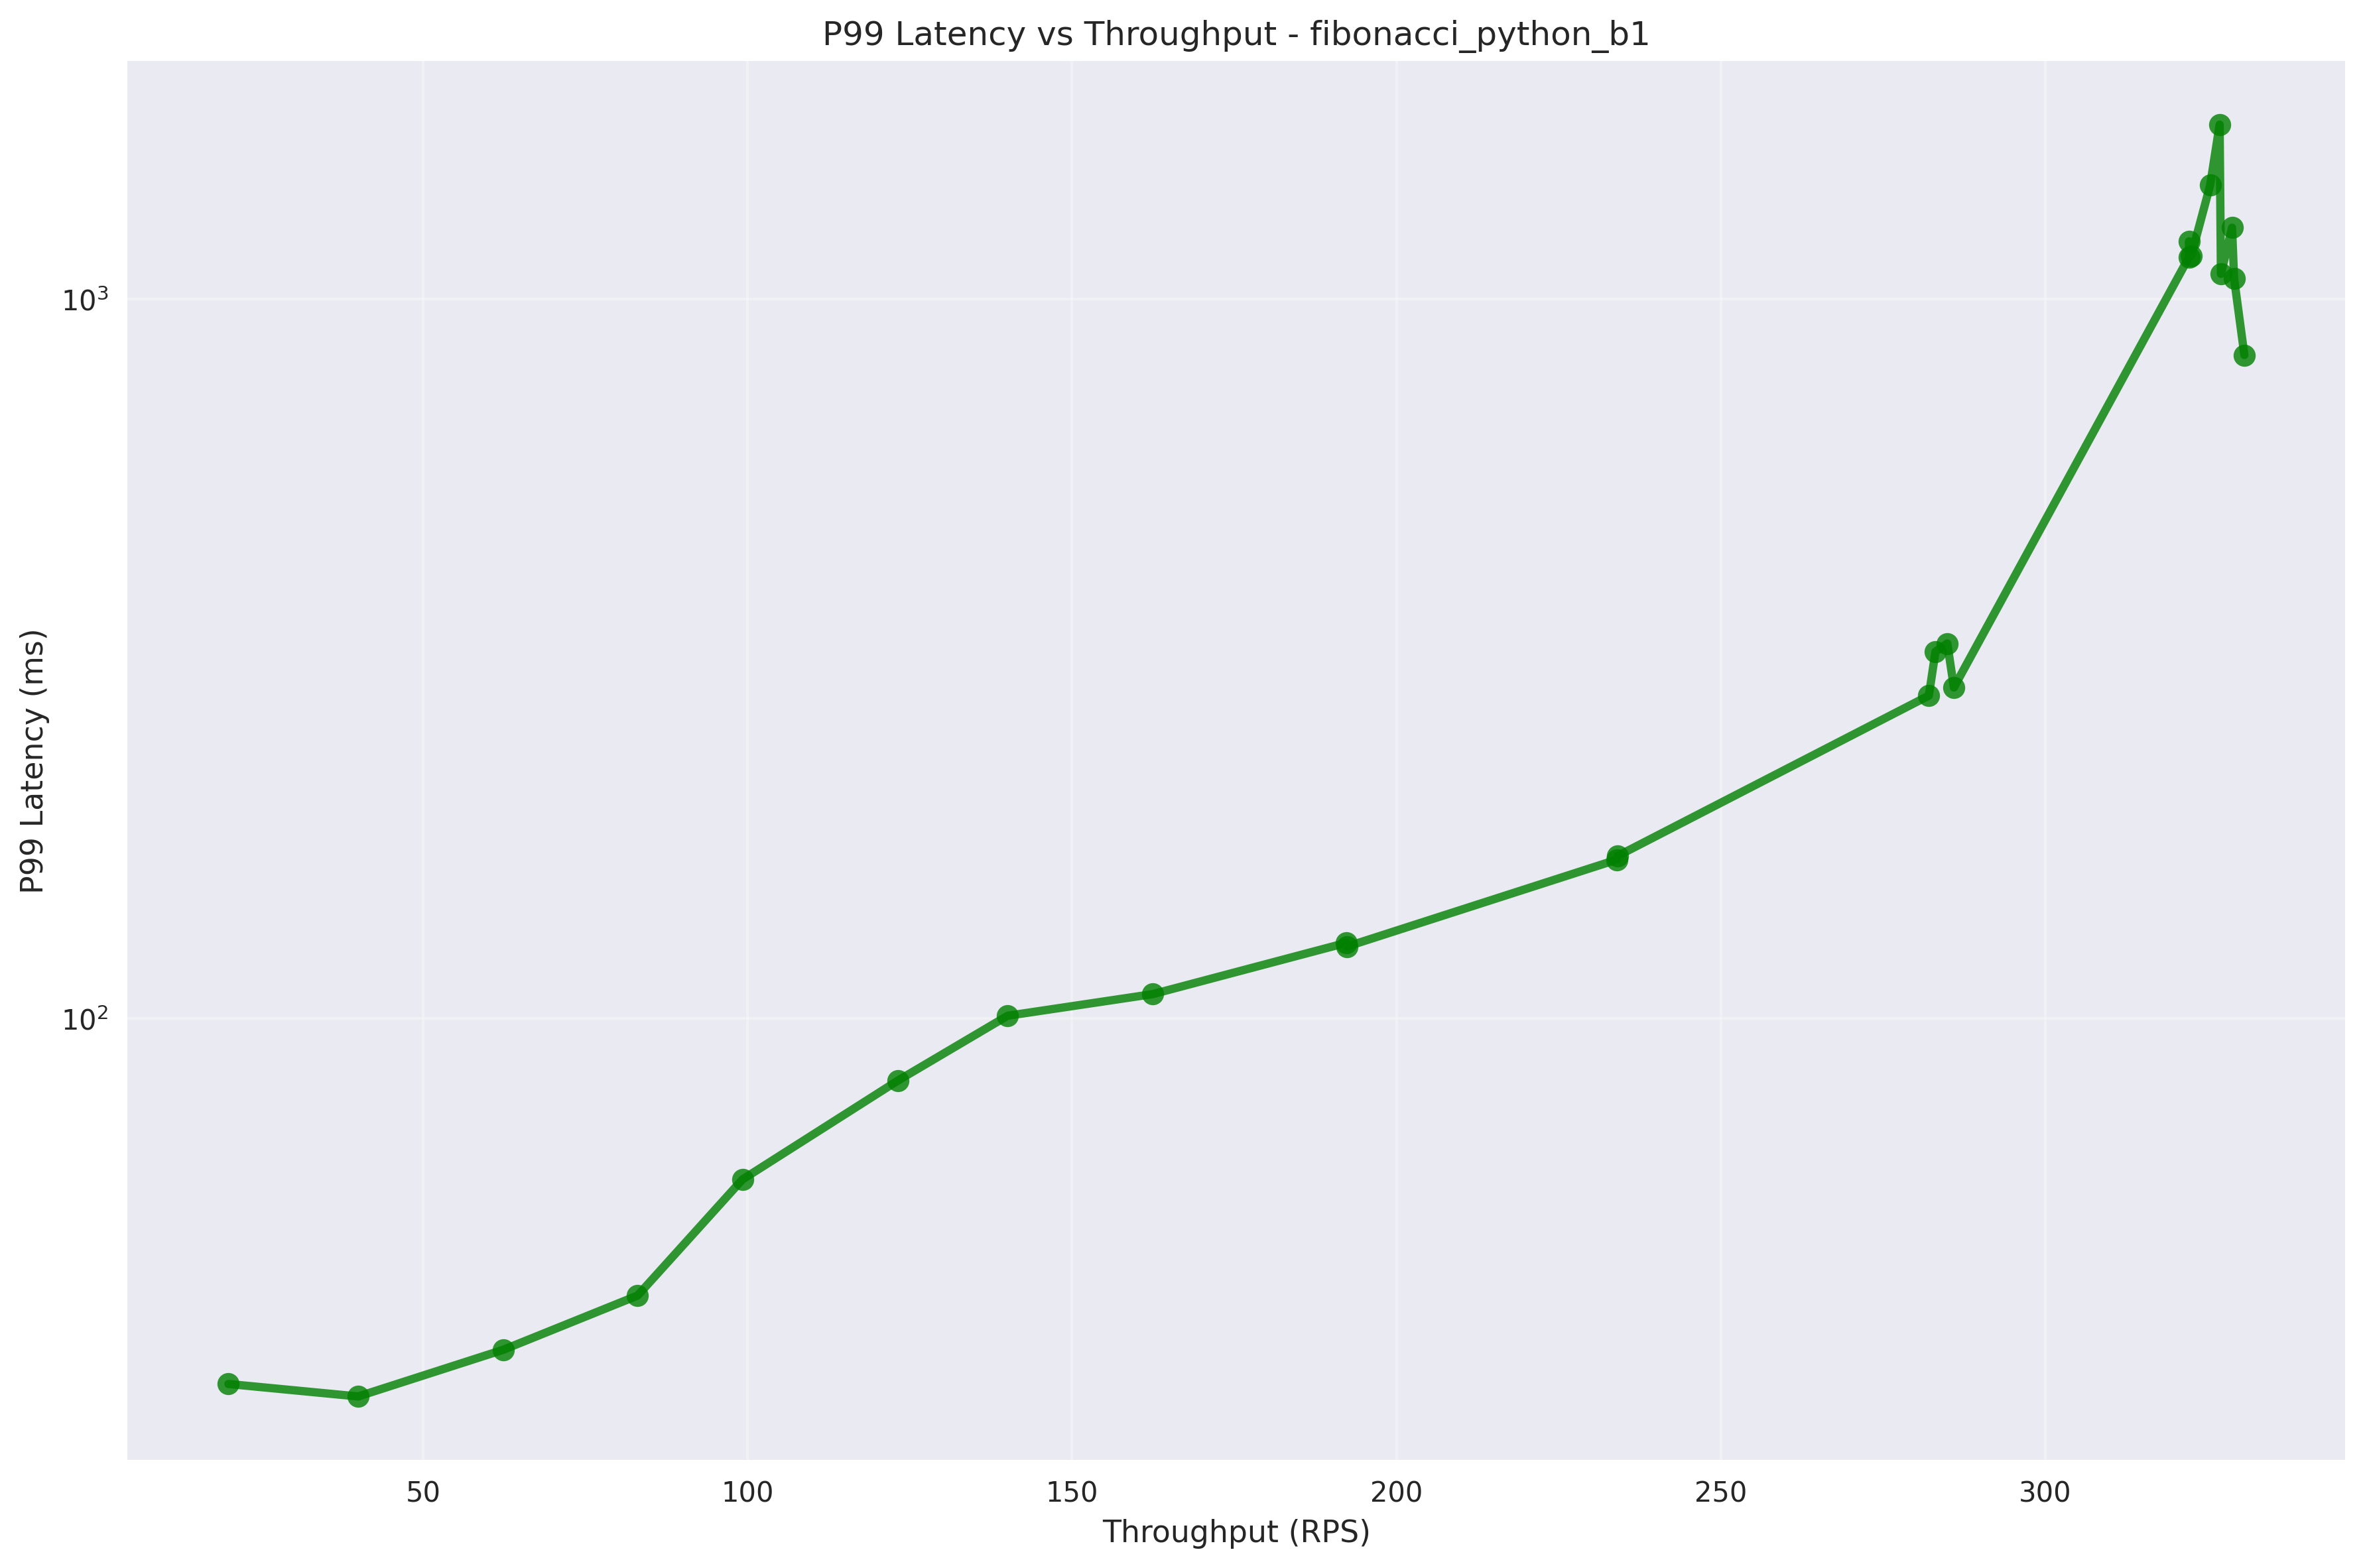 P99 Latency vs Throughput - fibonacci_python_b1
P99 Latency (ms)
10³
10²
50 100 150 200 250 300
Throughput (RPS)